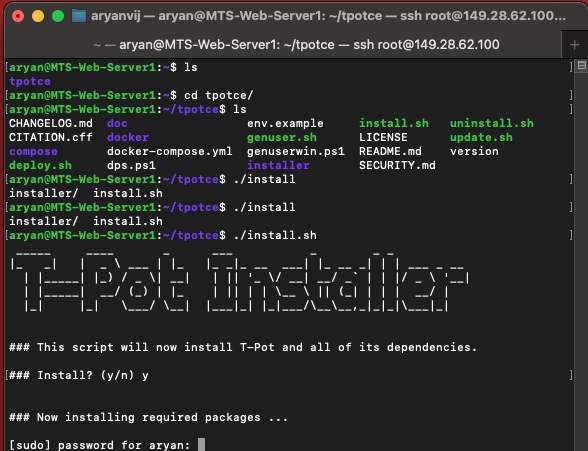 aryanvij — aryan@MTS-Web-Server1: ~/tpotce — ssh root@149.28.62.100...
~ — aryan@MTS-Web-Server1: ~/tpotce — ssh root@149.28.62.100
[aryan@MTS-Web-Server1:~$ ls ]
tpotce
[aryan@MTS-Web-Server1:~$ cd tpotce/ ]
[aryan@MTS-Web-Server1:~/tpotce$ ls ]
CHANGELOG.md doc env.example install.sh uninstall.sh
CITATION.cff docker genuser.sh LICENSE update.sh
compose docker-compose.yml genuserwin.ps1 README.md version
deploy.sh dps.ps1 installer SECURITY.md
[aryan@MTS-Web-Server1:~/tpotce$ ./install ]
installer/ install.sh
[aryan@MTS-Web-Server1:~/tpotce$ ./install ]
installer/ install.sh
[aryan@MTS-Web-Server1:~/tpotce$ ./install.sh ]
T-Pot Installer
### This script will now install T-Pot and all of its dependencies.
[### Install? (y/n) y ]
### Now installing required packages ...
[sudo] password for aryan: